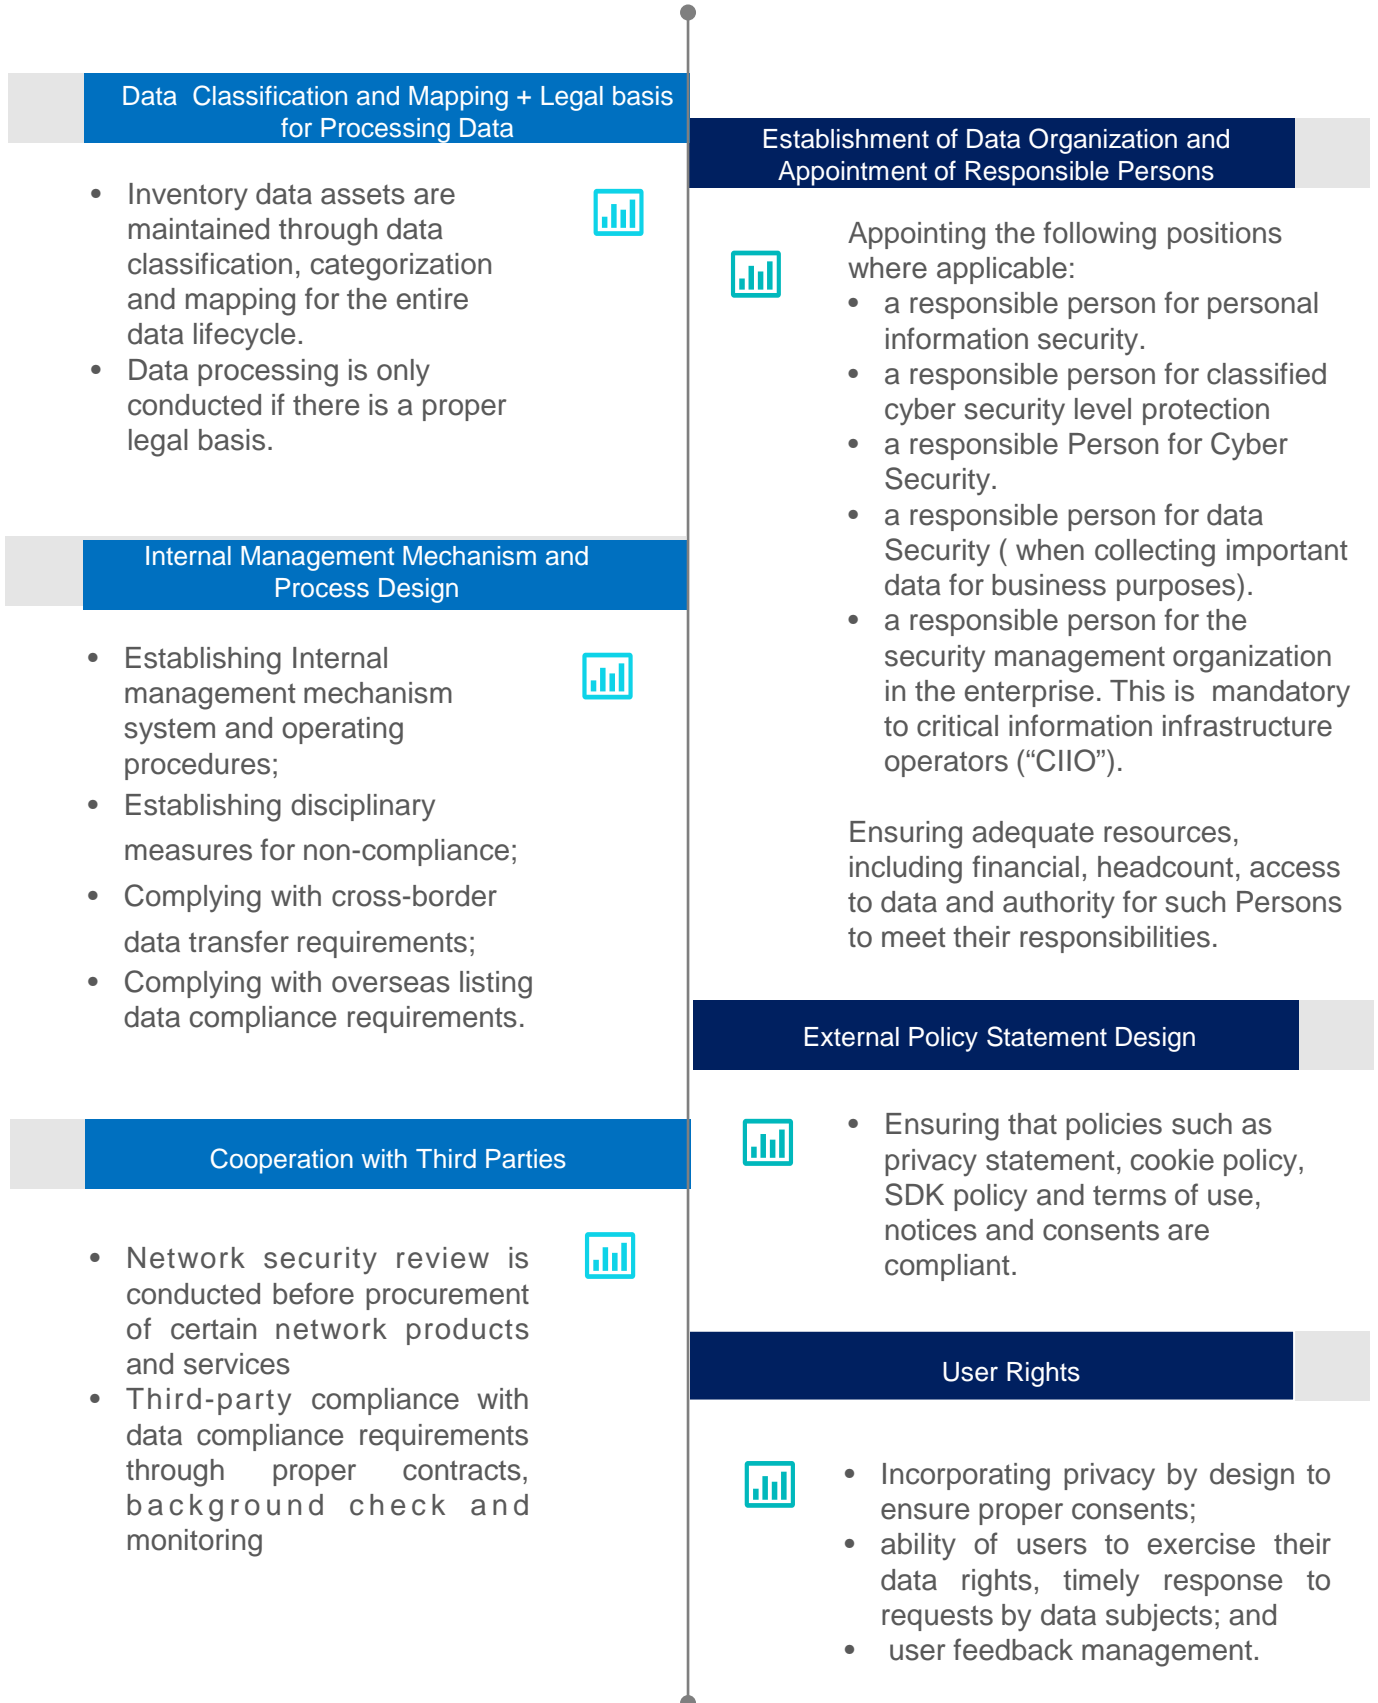 Data  Classification and Mapping + Legal basis
for Processing Data
• Inventory data assets are
maintained through data
classification, categorization
and mapping for the entire
data lifecycle.
• Data processing is only
conducted if there is a proper
legal basis.
Establishment of Data Organization and
Appointment of Responsible Persons
Appointing the following positions
where applicable:
• a responsible person for personal
information security.
• a responsible person for classified
cyber security level protection
• a responsible Person for Cyber
Security.
• a responsible person for data
Security ( when collecting important
data for business purposes).
• a responsible person for the
security management organization
in the enterprise. This is  mandatory
to critical information infrastructure
operators (“CIIO”).
Ensuring adequate resources,
including financial, headcount, access
to data and authority for such Persons
to meet their responsibilities.
Internal Management Mechanism and
Process Design
• Establishing Internal
management mechanism
system and operating
procedures;
• Establishing disciplinary
measures for non-compliance;
• Complying with cross-border
data transfer requirements;
• Complying with overseas listing
data compliance requirements.
External Policy Statement Design
• Ensuring that policies such as
privacy statement, cookie policy,
SDK policy and terms of use,
notices and consents are
compliant.
Cooperation with Third Parties
• Network security review is
conducted before procurement
of certain network products
and services
• Third-party compliance with
data compliance requirements
through proper contracts,
background check and
monitoring
User Rights
• Incorporating privacy by design to
ensure proper consents;
• ability of users to exercise their
data rights, timely response to
requests by data subjects; and
• user feedback management.